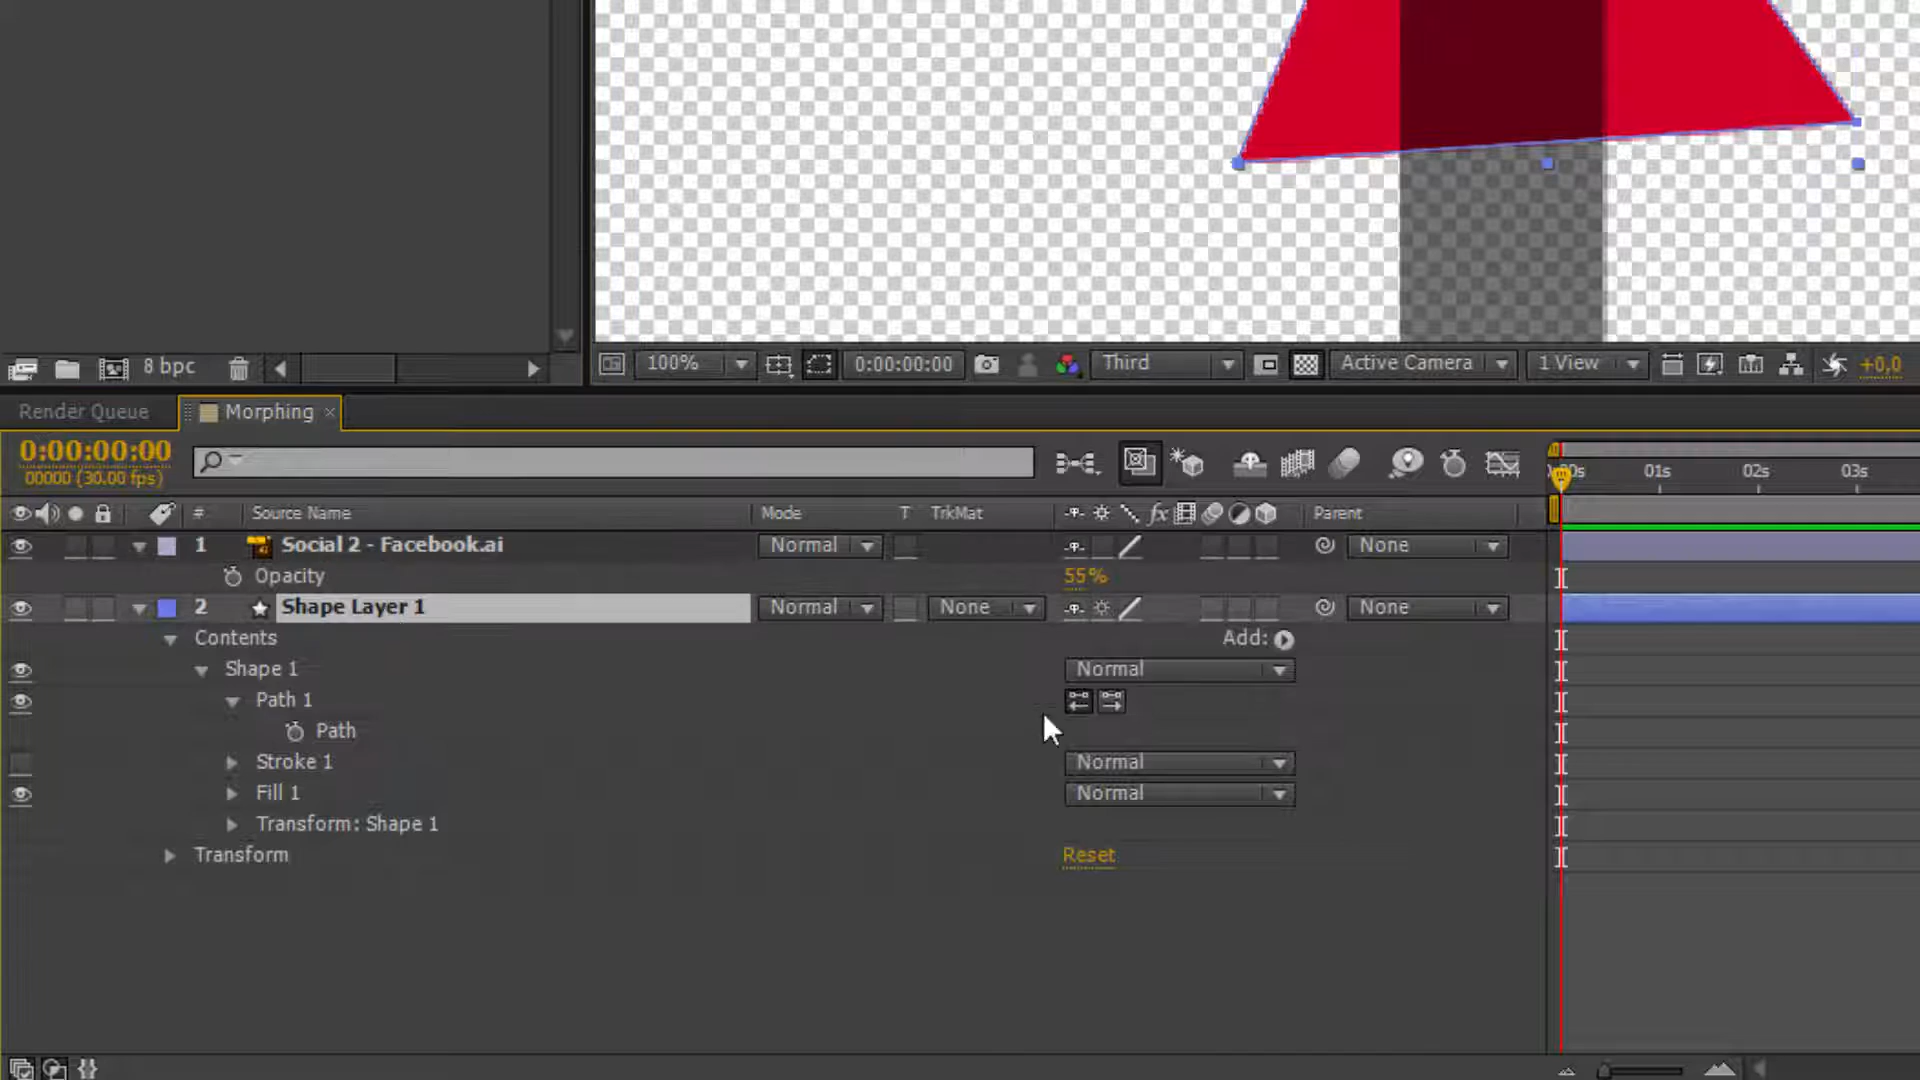 8 bpc
100%
0:00:00:00
Third
Active Camera
1 View
+0,0
Render Queue
Morphing ×
0:00:00:00
00000 (30.00 fps)
01s
02s
03s
#
Source Name
Mode
T
TrkMat
fx
Parent
1
Social 2 - Facebook.ai
Normal
None
Opacity
55%
2
Shape Layer 1
Normal
None
None
Contents
Add:
Shape 1
Normal
Path 1
Path
Stroke 1
Normal
Fill 1
Normal
Transform: Shape 1
Transform
Reset